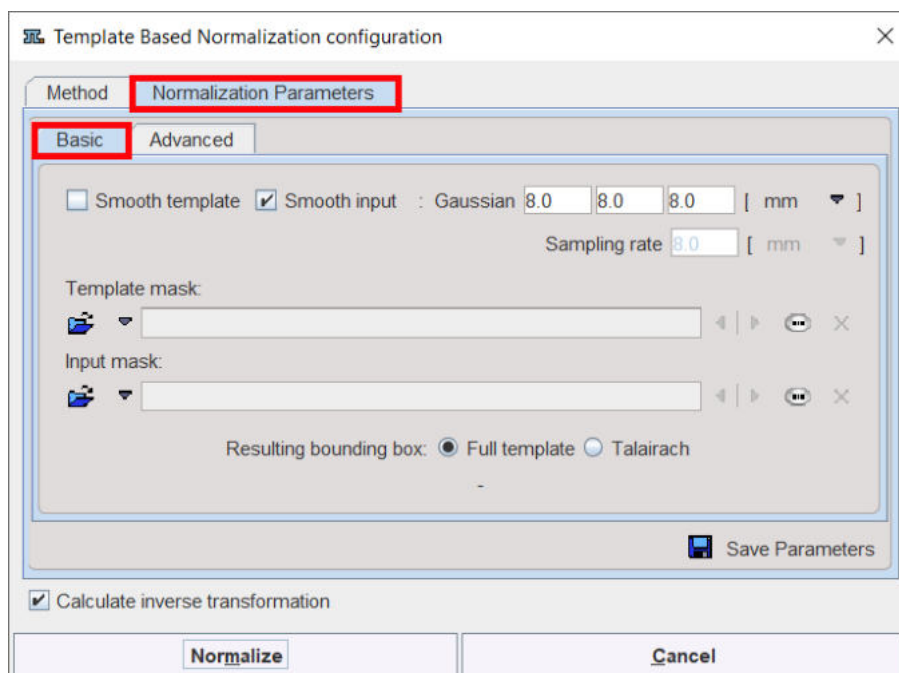 Template Based Normalization configuration
Method Normalization Parameters
Basic Advanced
Smooth template Smooth input : Gaussian 8.0 8.0 8.0 [ mm ]
Sampling rate 8.0 [ mm ]
Template mask:
Input mask:
Resulting bounding box: Full template Talairach
-
Save Parameters
Calculate inverse transformation
Normalize Cancel